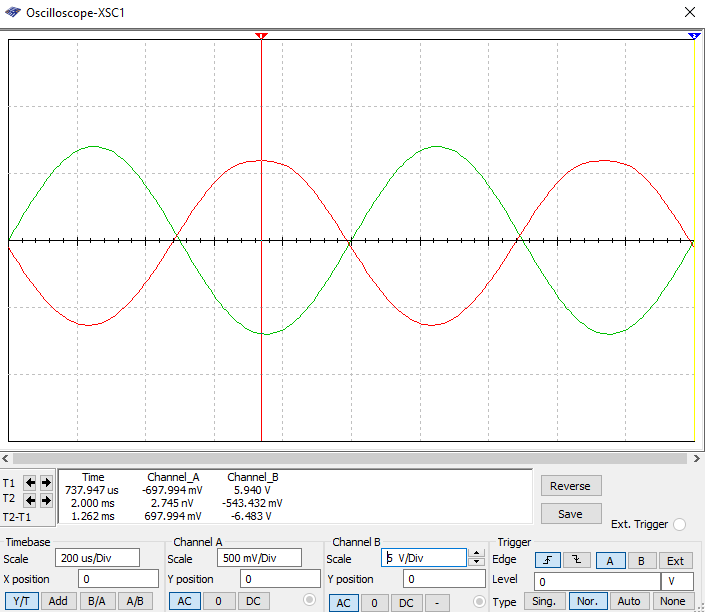 Oscilloscope-XSC1
1
2
T1
T2
T2-T1
Time Channel_A Channel_B
737.947 us -697.994 mV 5.940 V
2.000 ms 2.745 nV -543.432 mV
1.262 ms 697.994 mV -6.483 V
Reverse
Save
Ext. Trigger
Timebase
Scale 200 us/Div
X position 0
Y/T Add B/A A/B
Channel A
Scale 500 mV/Div
Y position 0
AC 0 DC
Channel B
Scale 5 V/Div
Y position 0
AC 0 DC -
Trigger
Edge A B Ext
Level 0 V
Type Sing. Nor. Auto None